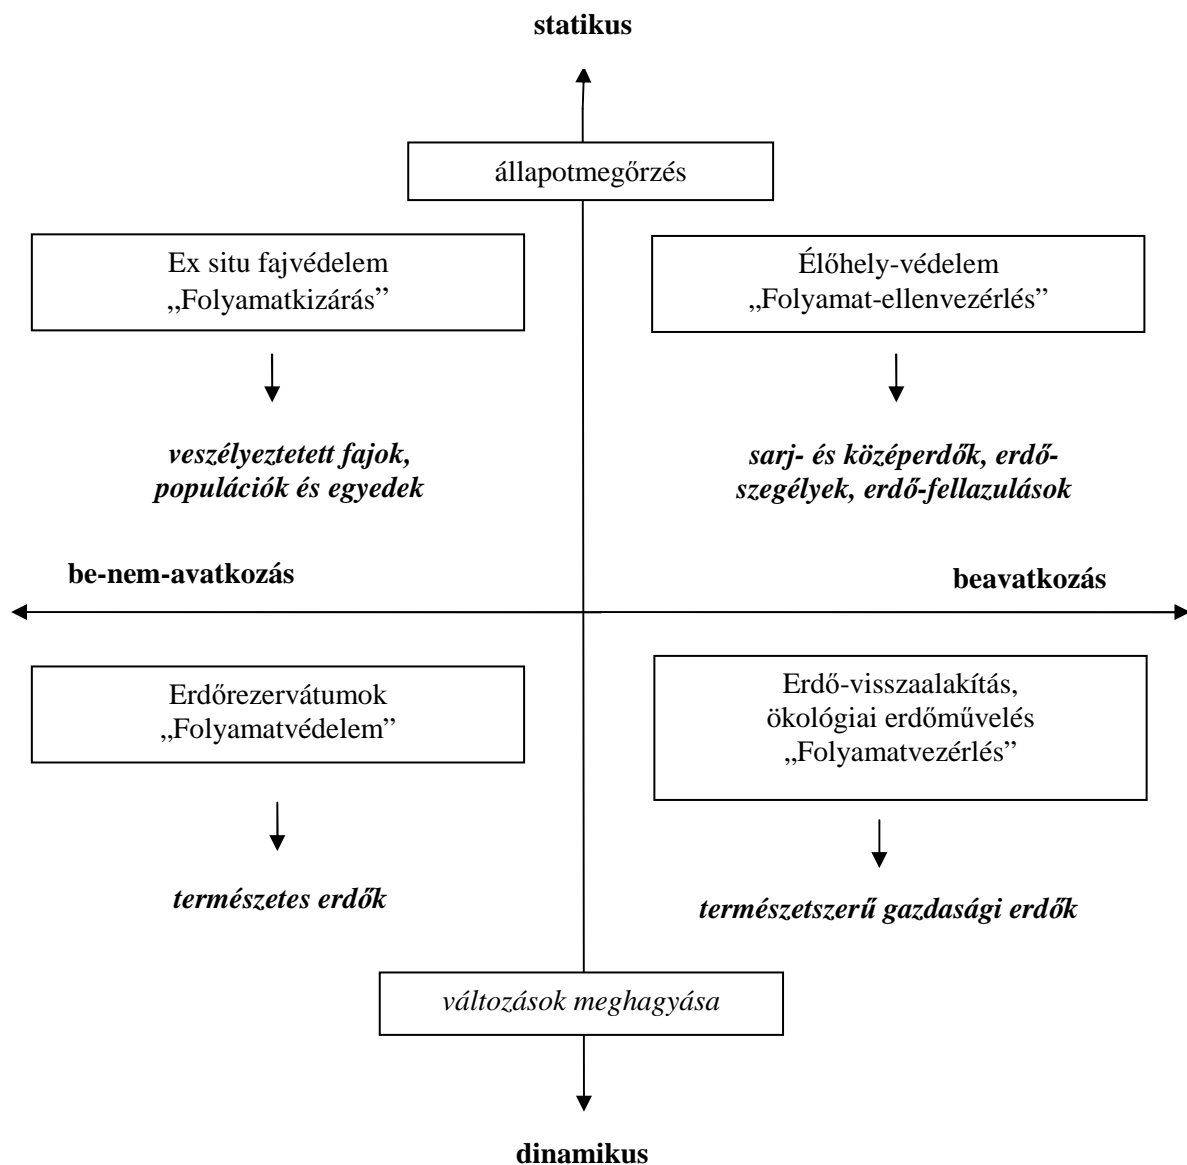 statikus
állapotmegőrzés
Ex situ fajvédelem
„Folyamatkizárás”
Élőhely-védelem
„Folyamat-ellenvezérlés”
veszélyeztetett fajok,
populációk és egyedek
sarj- és középerdők, erdő-
szegélyek, erdő-fellazulások
be-nem-avatkozás
beavatkozás
Erdőrezervátumok
„Folyamatvédelem”
Erdő-visszaalakítás,
ökológiai erdőművelés
„Folyamatvezérlés”
természetes erdők
természetszerű gazdasági erdők
változások meghagyása
dinamikus